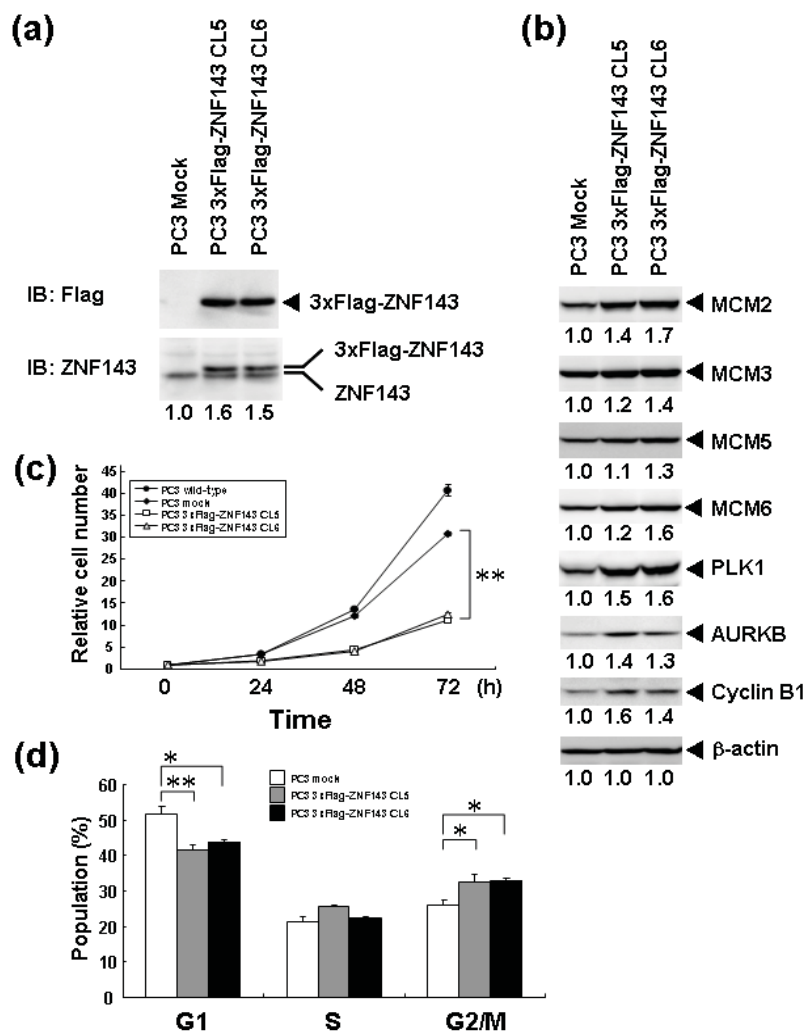 (a)
PC3 Mock
PC3 3xFlag-ZNF143 CL5
PC3 3xFlag-ZNF143 CL6
IB: Flag
3xFlag-ZNF143
IB: ZNF143
3xFlag-ZNF143
ZNF143
1.0 1.6 1.5
(b)
PC3 Mock
PC3 3xFlag-ZNF143 CL5
PC3 3xFlag-ZNF143 CL6
MCM2
1.0 1.4 1.7
MCM3
1.0 1.2 1.4
MCM5
1.0 1.1 1.3
MCM6
1.0 1.2 1.6
PLK1
1.0 1.5 1.6
AURKB
1.0 1.4 1.3
Cyclin B1
1.0 1.6 1.4
β-actin
1.0 1.0 1.0
(c)
Relative cell number
45
40
35
30
25
20
15
10
5
0
PC3 wild-type
PC3 mock
PC3 3xFlag-ZNF143 CL5
PC3 3xFlag-ZNF143 CL6
**
0 24 48 72 (h)
Time
(d)
Population (%)
60
50
40
30
20
10
0
PC3 mock
PC3 3xFlag-ZNF143 CL5
PC3 3xFlag-ZNF143 CL6
*
**
*
*
G1 S G2/M